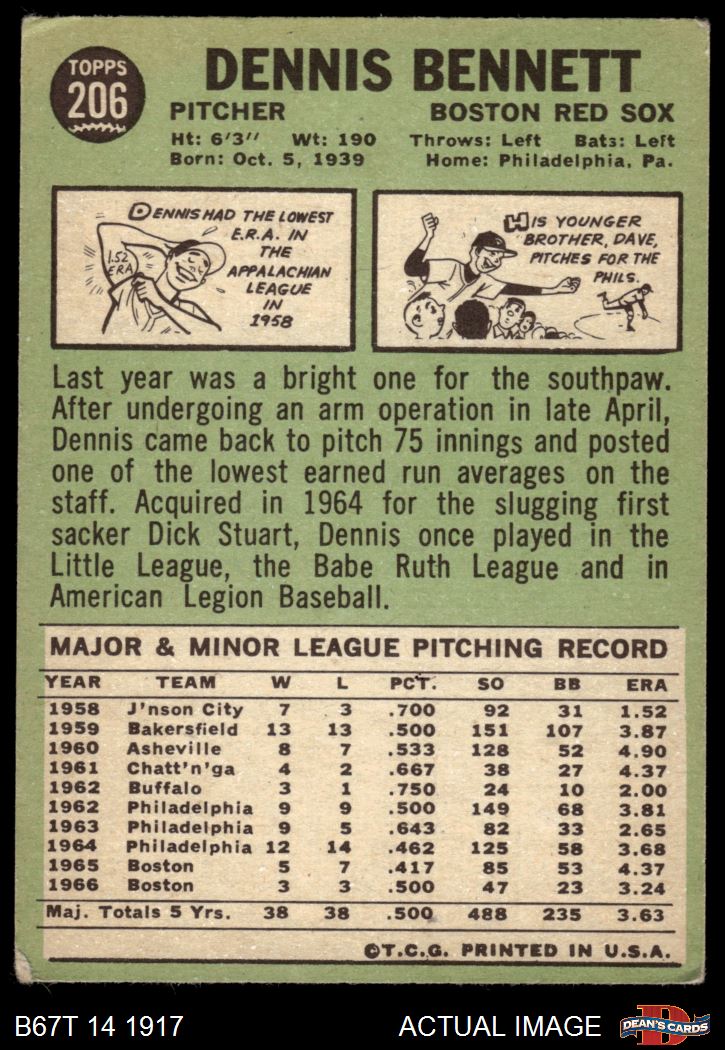 TOPPS
206
DENNIS BENNETT
PITCHER BOSTON RED SOX
Ht: 6'3" Wt: 190 Throws: Left Bats: Left
Born: Oct. 5, 1939 Home: Philadelphia, Pa.
DENNIS HAD THE LOWEST
E.R.A. IN
THE
APPALACHIAN
LEAGUE
IN
1958
1.52
ERA
HIS YOUNGER
BROTHER, DAVE,
PITCHES FOR THE
PHILS.
Last year was a bright one for the southpaw.
After undergoing an arm operation in late April,
Dennis came back to pitch 75 innings and posted
one of the lowest earned run averages on the
staff. Acquired in 1964 for the slugging first
sacker Dick Stuart, Dennis once played in the
Little League, the Babe Ruth League and in
American Legion Baseball.
MAJOR & MINOR LEAGUE PITCHING RECORD
YEAR TEAM W L PCT. SO BB ERA
1958 J'nson City 7 3 .700 92 31 1.52
1959 Bakersfield 13 13 .500 151 107 3.87
1960 Asheville 8 7 .533 128 52 4.90
1961 Chatt'n'ga 4 2 .667 38 27 4.37
1962 Buffalo 3 1 .750 24 10 2.00
1962 Philadelphia 9 9 .500 149 68 3.81
1963 Philadelphia 9 5 .643 82 33 2.65
1964 Philadelphia 12 14 .462 125 58 3.68
1965 Boston 5 7 .417 85 53 4.37
1966 Boston 3 3 .500 47 23 3.24
Maj. Totals 5 Yrs. 38 38 .500 488 235 3.63
©T.C.G. PRINTED IN U.S.A.
B67T 14 1917 ACTUAL IMAGE DEAN'S CARDS